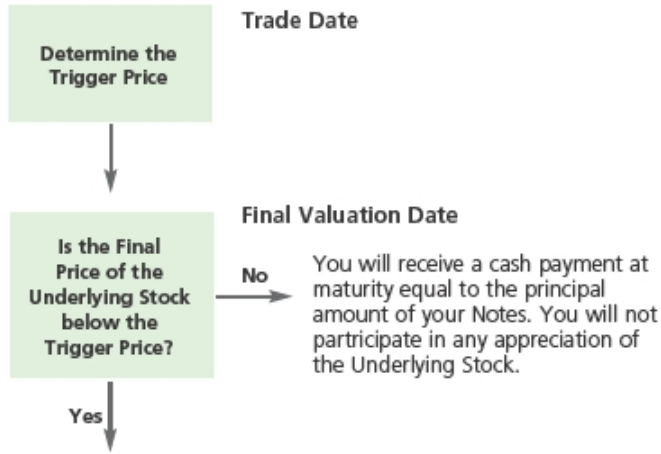 Trade Date
Determine the
Trigger Price
Final Valuation Date
Is the Final
Price of the
Underlying Stock
below the
Trigger Price?
No
You will receive a cash payment at
maturity equal to the principal
amount of your Notes. You will not
partricipate in any appreciation of
the Underlying Stock.
Yes